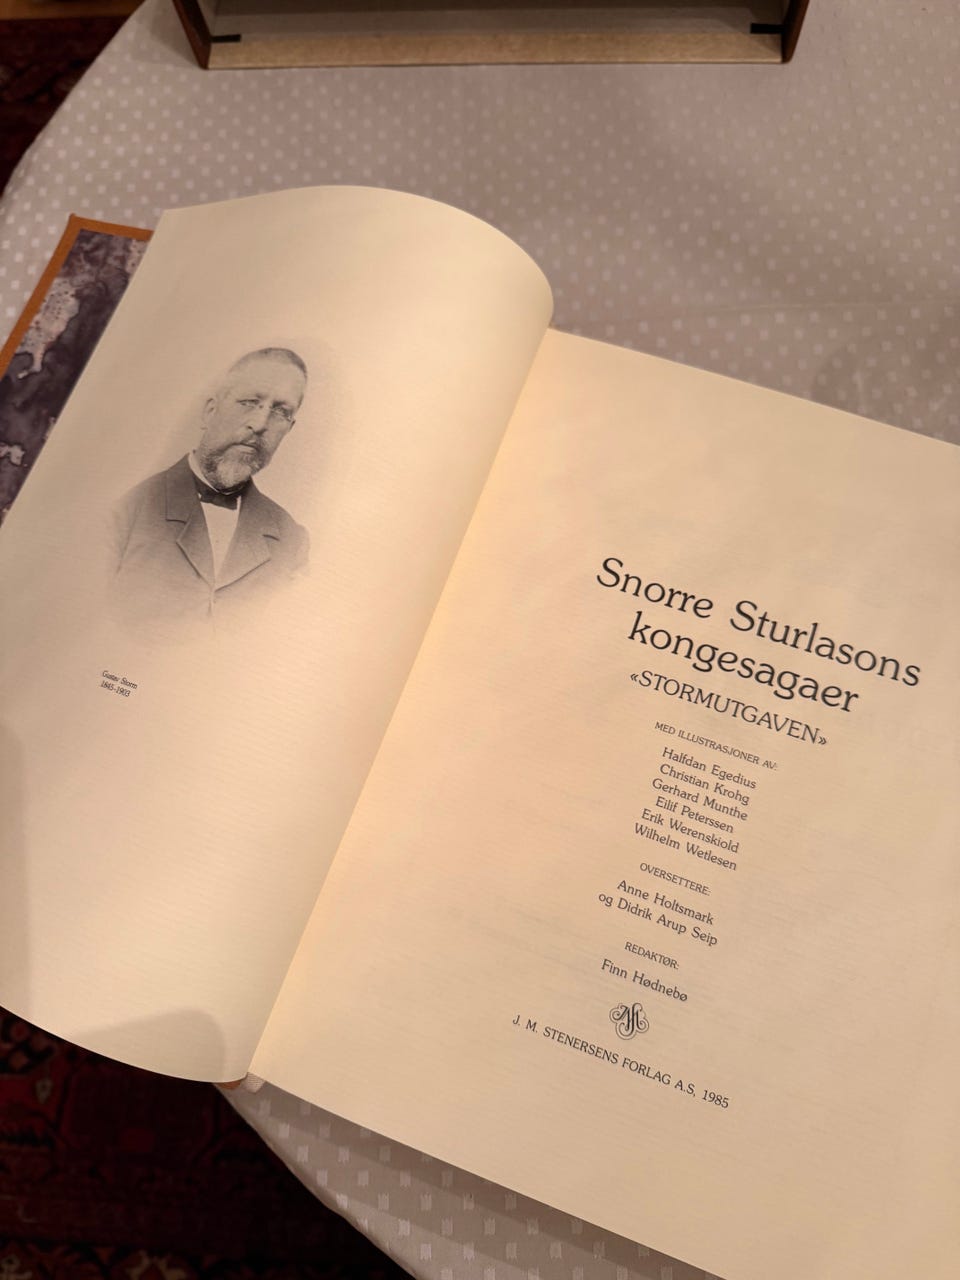 Gustav Storm
1845-1903
Snorre Sturlasons
kongesagaer
«STORMUTGAVEN»
MED ILLUSTRASJONER AV:
Halfdan Egedius
Christian Krohg
Gerhard Munthe
Eilif Peterssen
Erik Werenskiold
Wilhelm Wetlesen
OVERSETTERE:
Anne Holtsmark
og Didrik Arup Seip
REDAKTØR:
Finn Hødnebø
J. M. STENERSENS FORLAG A.S, 1985